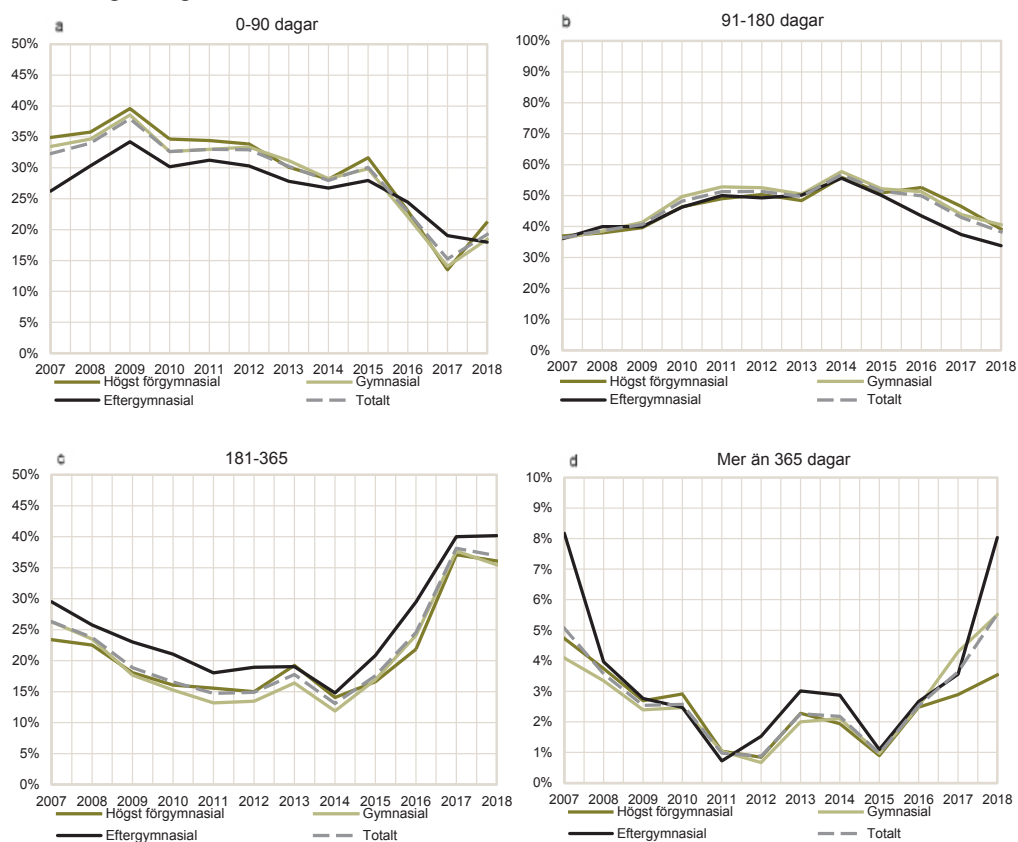 a 0-90 dagar
50%
45%
40%
35%
30%
25%
20%
15%
10%
5%
0%
2007 2008 2009 2010 2011 2012 2013 2014 2015 2016 2017 2018
Högst förgymnasial Gymnasial
Eftergymnasial Totalt
b 91-180 dagar
100%
90%
80%
70%
60%
50%
40%
30%
20%
10%
0%
2007 2008 2009 2010 2011 2012 2013 2014 2015 2016 2017 2018
Högst förgymnasial Gymnasial
Eftergymnasial Totalt
c 181-365
50%
45%
40%
35%
30%
25%
20%
15%
10%
5%
0%
2007 2008 2009 2010 2011 2012 2013 2014 2015 2016 2017 2018
Högst förgymnasial Gymnasial
Eftergymnasial Totalt
d Mer än 365 dagar
10%
9%
8%
7%
6%
5%
4%
3%
2%
1%
0%
2007 2008 2009 2010 2011 2012 2013 2014 2015 2016 2017 2018
Högst förgymnasial Gymnasial
Eftergymnasial Totalt